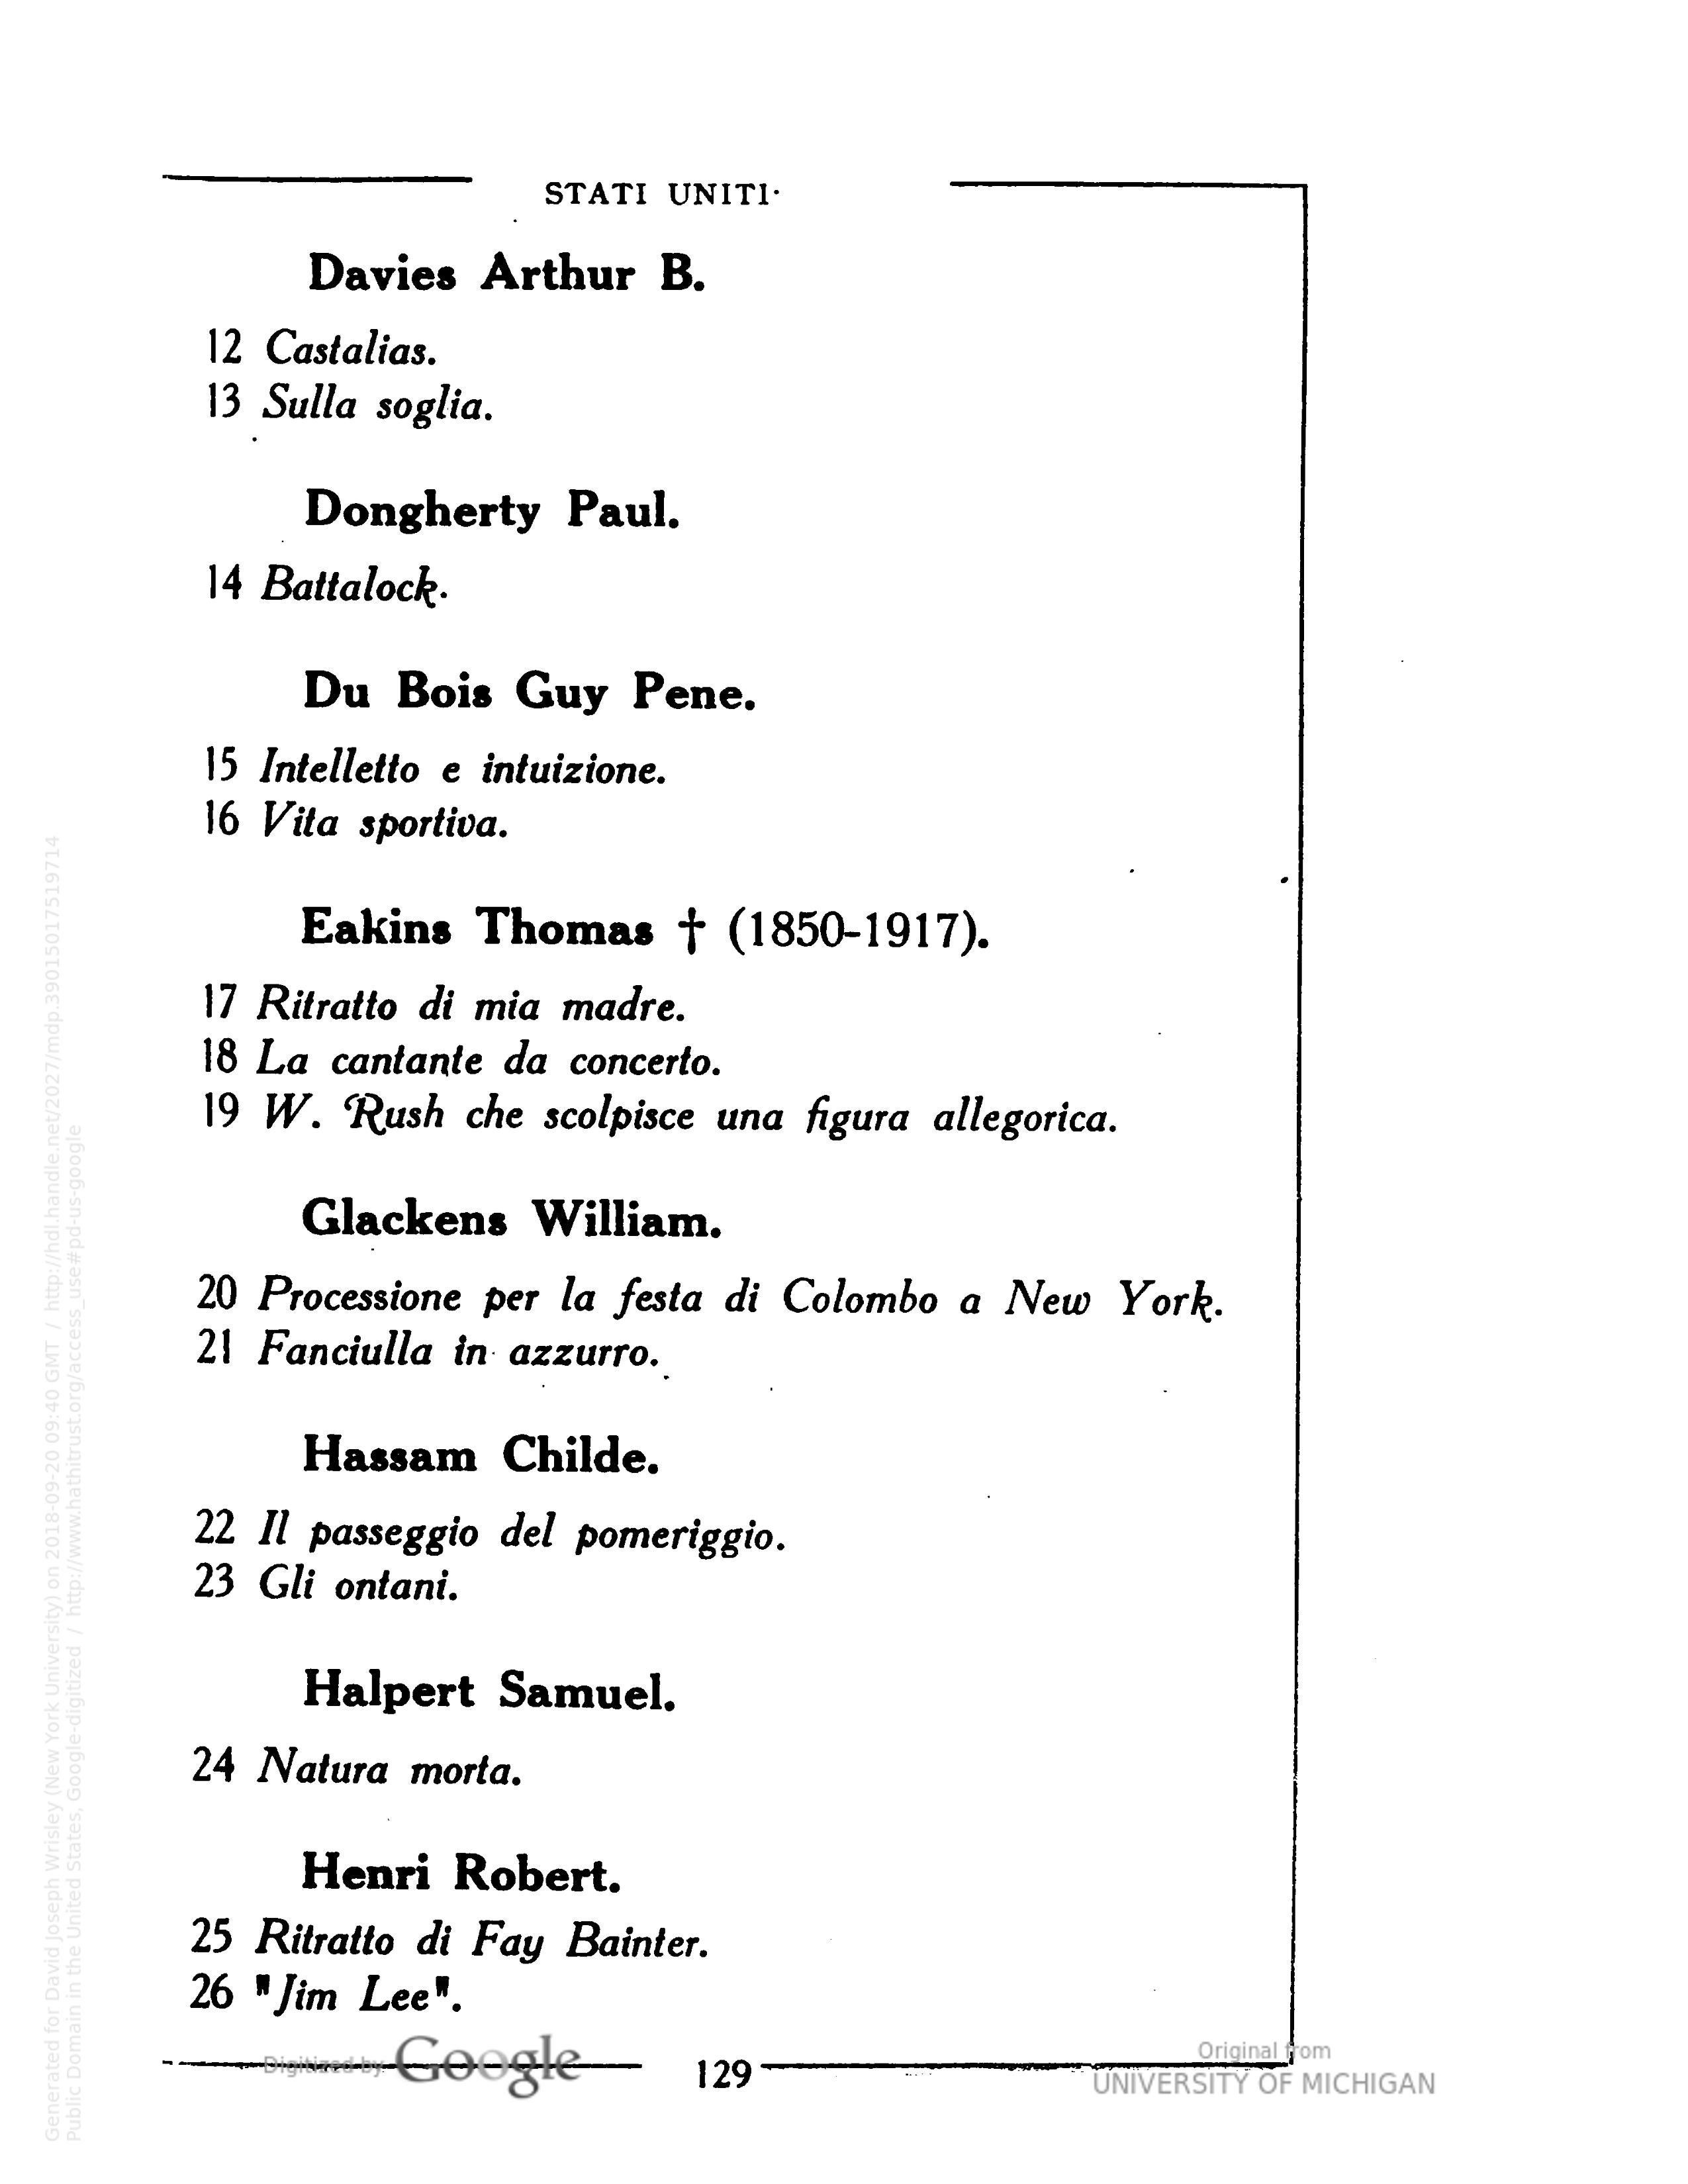 STATI UNITI·
Davies Arthur B.
12 Castalias.
13 Sulla soglia.
Dongherty Paul.
14 Battalock.
Du Bois Guy Pene.
15 Intelletto e intuizione.
16 Vita sportiva.
Eakins Thomas † (1850-1917).
17 Ritratto di mia madre.
18 La cantante da concerto.
19 W. Rush che scolpisce una figura allegorica.
Glackens William.
20 Processione per la festa di Colombo a New York.
21 Fanciulla in azzurro.
Hassam Childe.
22 Il passeggio del pomeriggio.
23 Gli ontani.
Halpert Samuel.
24 Natura morta.
Henri Robert.
25 Ritratto di Fay Bainter.
26 "Jim Lee".
129
Digitized by Google
Original from
UNIVERSITY OF MICHIGAN
Generated for David Joseph Wrisley (New York University) on 2018-09-20 09:40 GMT / http://hdl.handle.net/2027/mdp.39015017519714
Public Domain in the United States, Google-digitized / http://www.hathitrust.org/access_use#pd-us-google